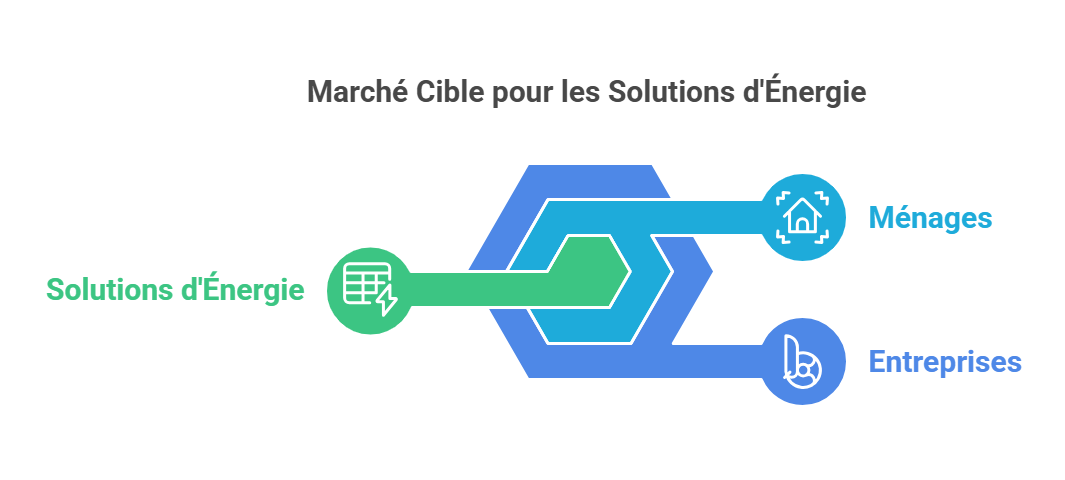 Marché Cible pour les Solutions d'Énergie
Ménages
Solutions d'Énergie
Entreprises